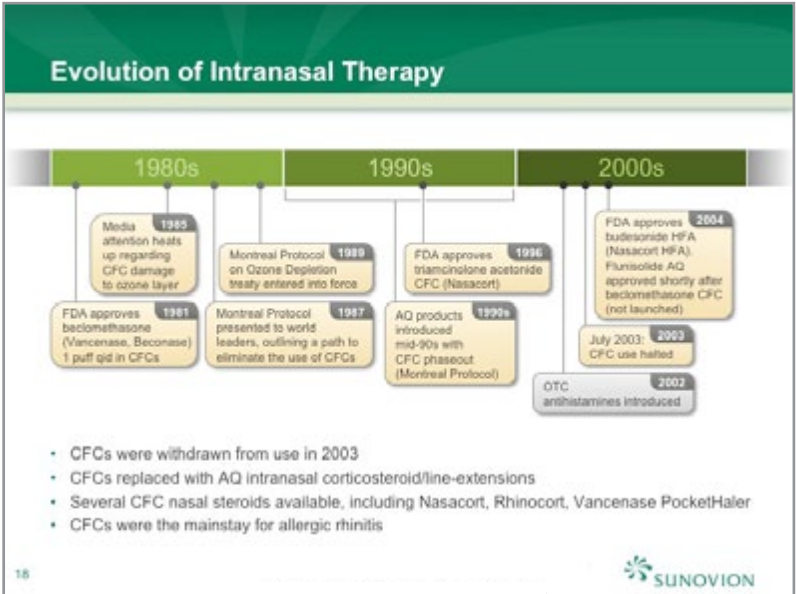 Evolution of Intranasal Therapy
1980s
1990s
2000s
1985
Media
attention heats
up regarding
CFC damage
to ozone layer
1981
FDA approves
beclomethasone
(Vancenase, Beconase)
1 puff qid in CFCs
1989
Montreal Protocol
on Ozone Depletion
treaty entered into force
1987
Montreal Protocol
presented to world
leaders, outlining a path to
eliminate the use of CFCs
1996
FDA approves
triamcinolone acetonide
CFC (Nasacort)
1990s
AQ products
introduced
mid-90s with
CFC phaseout
(Montreal Protocol)
2004
FDA approves
budesonide HFA
(Nasacort HFA).
Flunisolide AQ
approved shortly after
beclomethasone CFC
(not launched)
2003
July 2003:
CFC use halted
2002
OTC
antihistamines introduced
• CFCs were withdrawn from use in 2003
• CFCs replaced with AQ intranasal corticosteroid/line-extensions
• Several CFC nasal steroids available, including Nasacort, Rhinocort, Vancenase PocketHaler
• CFCs were the mainstay for allergic rhinitis
18
SUNOVION